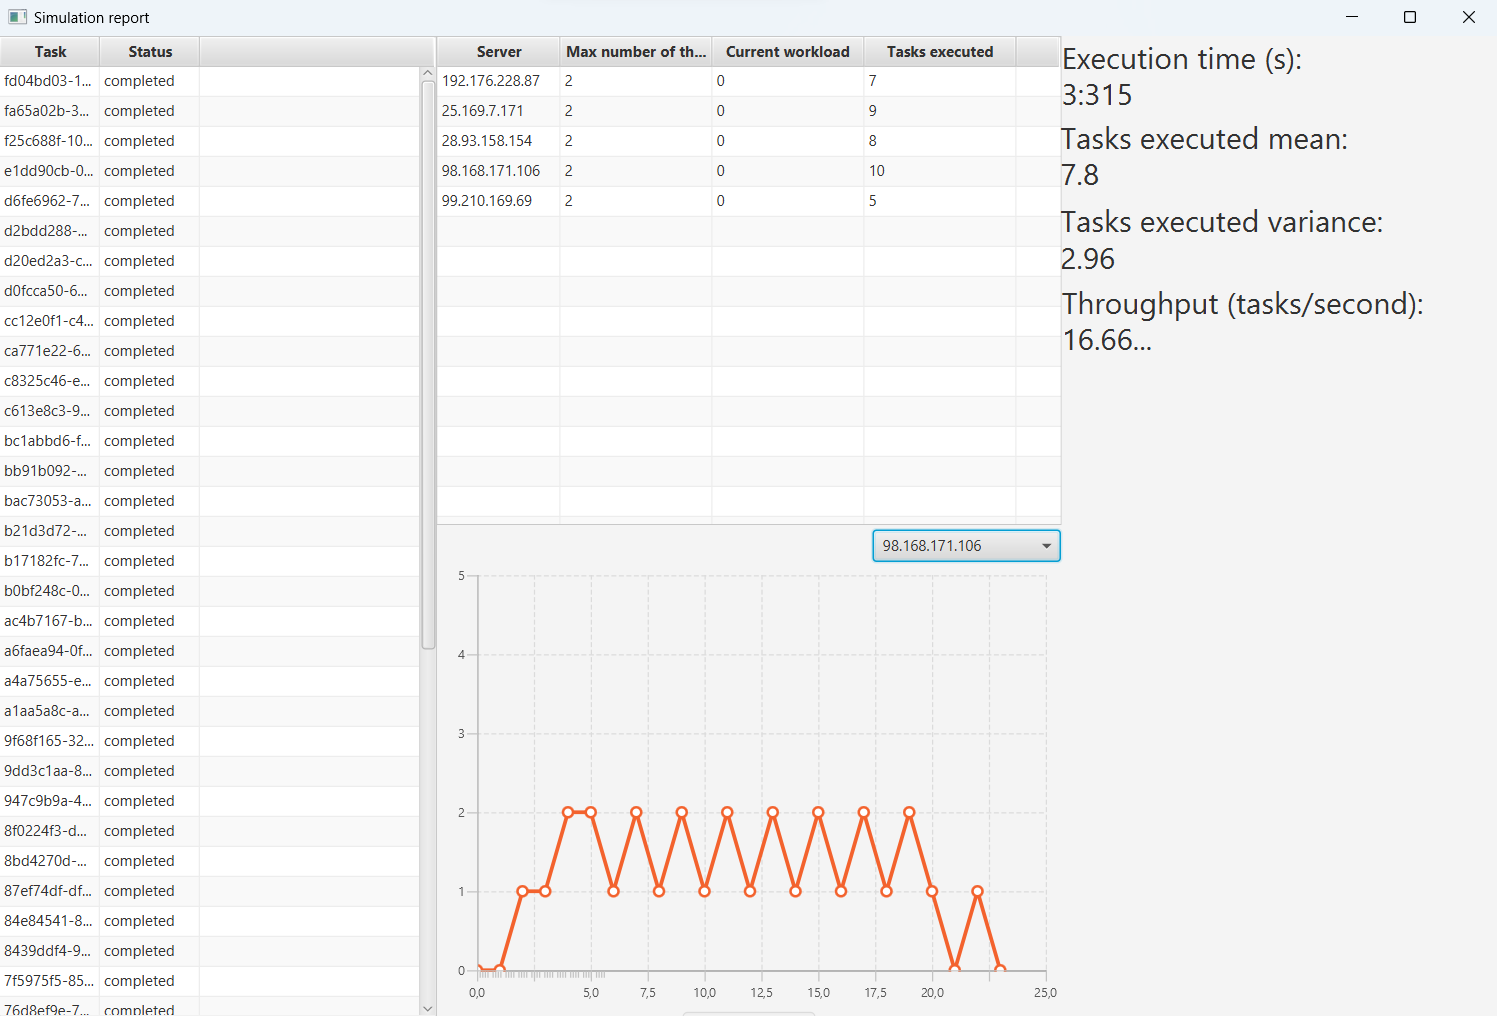 Simulation report
Task Status
fd04bd03-1... completed
fa65a02b-3... completed
f25c688f-10... completed
e1dd90cb-0... completed
d6fe6962-7... completed
d2bdd288-... completed
d20ed2a3-c... completed
d0fcca50-6... completed
cc12e0f1-c4... completed
ca771e22-6... completed
c8325c46-e... completed
c613e8c3-9... completed
bc1abbd6-f... completed
bb91b092-... completed
bac73053-a... completed
b21d3d72-... completed
b17182fc-7... completed
b0bf248c-0... completed
ac4b7167-b... completed
a6faea94-0f... completed
a4a75655-e... completed
a1aa5a8c-a... completed
9f68f165-32... completed
9dd3c1aa-8... completed
947c9b9a-4... completed
8f0224f3-d... completed
8bd4270d-... completed
87ef74df-df... completed
84e84541-8... completed
8439ddf4-9... completed
7f5975f5-85... completed
76d8ef9e-7... completed
Server Max number of th... Current workload Tasks executed
192.176.228.87 2 0 7
25.169.7.171 2 0 9
28.93.158.154 2 0 8
98.168.171.106 2 0 10
99.210.169.69 2 0 5
98.168.171.106
5
4
3
2
1
0
0,0 5,0 7,5 10,0 12,5 15,0 17,5 20,0 25,0
Execution time (s):
3:315
Tasks executed mean:
7.8
Tasks executed variance:
2.96
Throughput (tasks/second):
16.66...